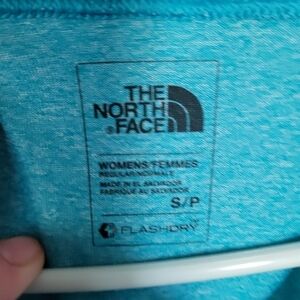 THE
NORTH
FACE
WOMENS/FEMMES
REGULAR/NORMALE
MADE IN EL SALVADOR
FABRIQUÉ AU SALVADOR
S/P
FLASHDRY